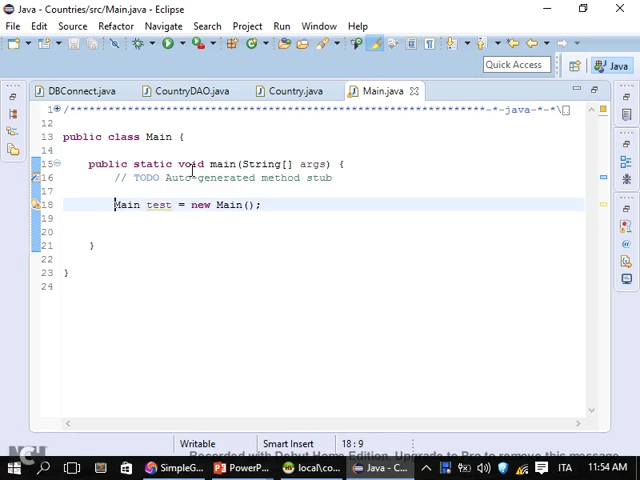 Java - Countries/src/Main.java - Eclipse
File Edit Source Refactor Navigate Search Project Run Window Help
Quick Access Java
DBConnect.java CountryDAO.java Country.java Main.java
1 /******************************************************************-*-java-*-*\
12
13 public class Main {
14
15 public static void main(String[] args) {
16 // TODO Auto-generated method stub
17
18 Main test = new Main();
19
20
21 }
22
23 }
24
Writable Smart Insert 18 : 9
NCH
Recorded with Debut Home Edition. Upgrade to Pro to remove this message
SimpleG... PowerP... local\co... Java - C... ITA 11:54 AM